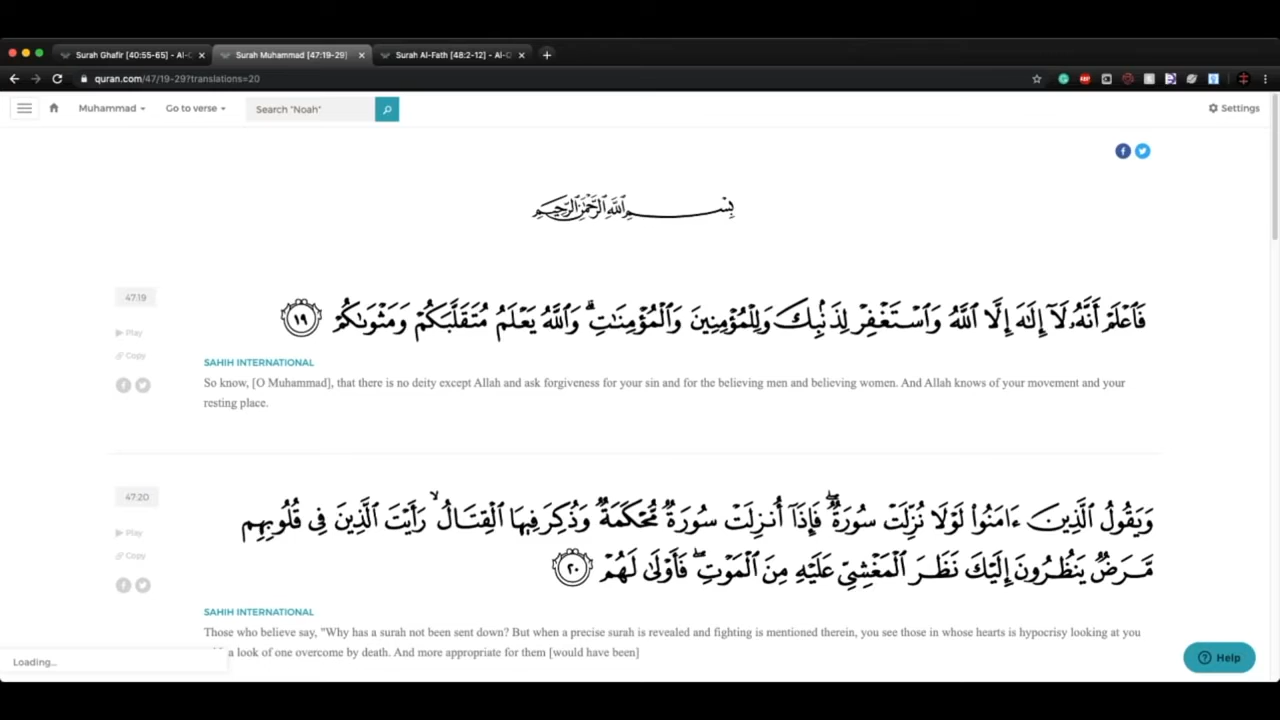 Surah Ghafir [40:55-65] - Al-Q
Surah Muhammad [47:19-29]
Surah Al-Fath [48:2-12] - Al-Q
quran.com/47/19-29?translations=20
Muhammad
Go to verse
Search "Noah"
Settings
بِسْمِ ٱللَّهِ ٱلرَّحْمَٰنِ ٱلرَّحِيمِ
47:19
فَٱعْلَمْ أَنَّهُۥ لَآ إِلَٰهَ إِلَّا ٱللَّهُ وَٱسْتَغْفِرْ لِذَنۢبِكَ وَلِلْمُؤْمِنِينَ وَٱلْمُؤْمِنَٰتِ ۗ وَٱللَّهُ يَعْلَمُ مُتَقَلَّبَكُمْ وَمَثْوَىٰكُمْ ١٩
Play
Copy
SAHIH INTERNATIONAL
So know, [O Muhammad], that there is no deity except Allah and ask forgiveness for your sin and for the believing men and believing women. And Allah knows of your movement and your
resting place.
47:20
وَيَقُولُ ٱلَّذِينَ ءَامَنُوا۟ لَوْلَا نُزِّلَتْ سُورَةٌ ۖ فَإِذَآ أُنزِلَتْ سُورَةٌ مُّحْكَمَةٌ وَذُكِرَ فِيهَا ٱلْقِتَالُ ۙ رَأَيْتَ ٱلَّذِينَ فِى قُلُوبِهِم
مَّرَضٌ يَنظُرُونَ إِلَيْكَ نَظَرَ ٱلْمَغْشِىِّ عَلَيْهِ مِنَ ٱلْمَوْتِ ۖ فَأَوْلَىٰ لَهُمْ ٢٠
Play
Copy
SAHIH INTERNATIONAL
Those who believe say, "Why has a surah not been sent down? But when a precise surah is revealed and fighting is mentioned therein, you see those in whose hearts is hypocrisy looking at you
a look of one overcome by death. And more appropriate for them [would have been]
Loading...
Help